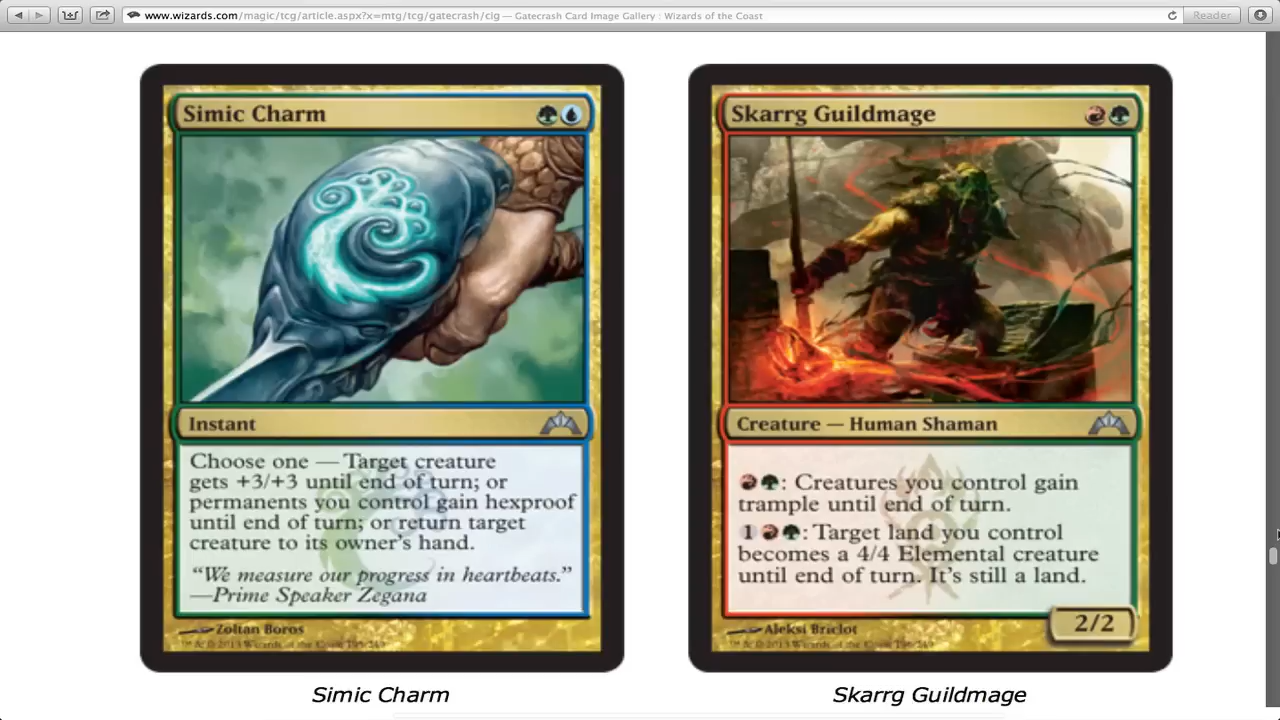 www.wizards.com/magic/tcg/article.aspx?x=mtg/tcg/gatecrash/cig — Gatecrash Card Image Gallery : Wizards of the Coast
Reader
Simic Charm
Instant
Choose one — Target creature
gets +3/+3 until end of turn; or
permanents you control gain hexproof
until end of turn; or return target
creature to its owner's hand.
“We measure our progress in heartbeats.”
—Prime Speaker Zegana
Zoltan Boros
Simic Charm
Skarrg Guildmage
Creature — Human Shaman
: Creatures you control gain
trample until end of turn.
1 : Target land you control
becomes a 4/4 Elemental creature
until end of turn. It's still a land.
2/2
Aleksi Briclot
Skarrg Guildmage